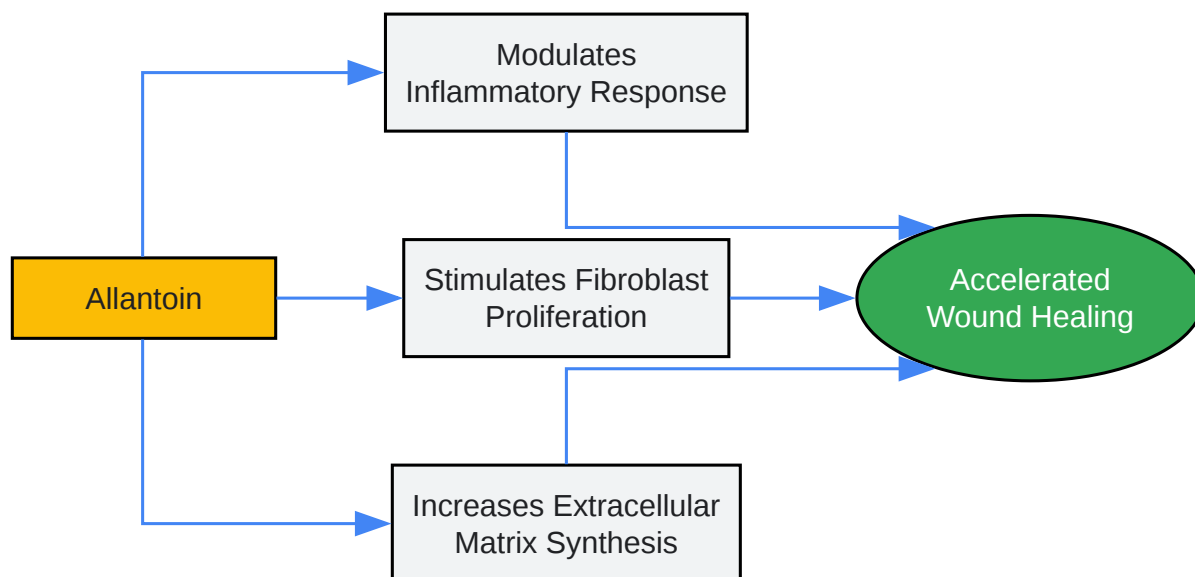 Modulates
Inflammatory Response
Allantoin
Stimulates Fibroblast
Proliferation
Accelerated
Wound Healing
Increases Extracellular
Matrix Synthesis